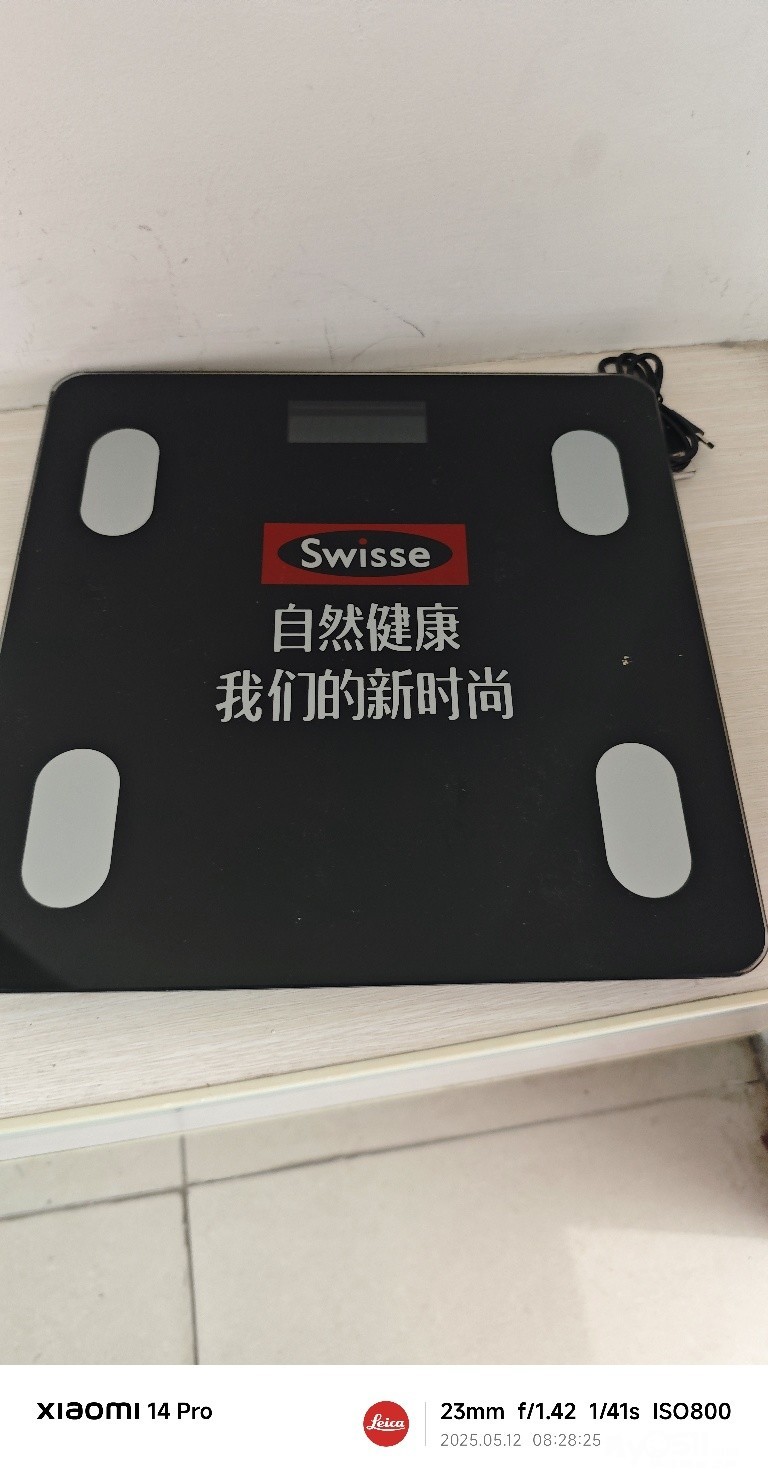 Swisse
自然健康
我们的新时尚
XIAOMI 14 Pro
Leica
23mm f/1.42 1/41s ISO800
2025.05.12 08:28:25